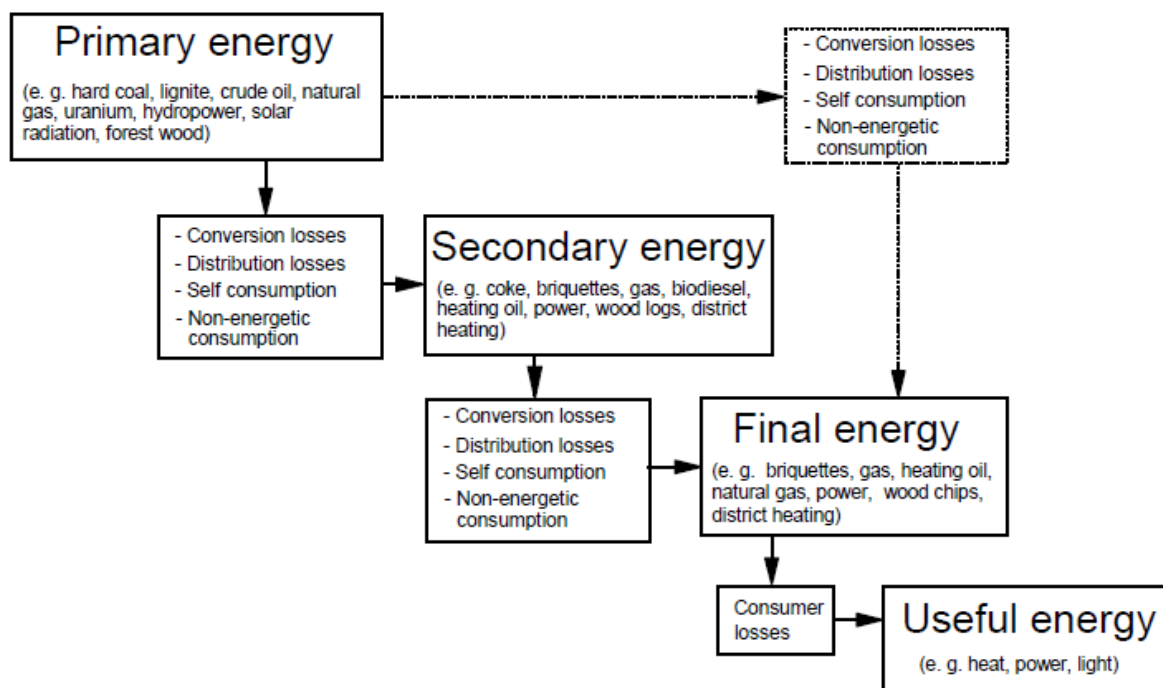 Primary energy
(e. g. hard coal, lignite, crude oil, natural
gas, uranium, hydropower, solar
radiation, forest wood)
- Conversion losses
- Distribution losses
- Self consumption
- Non-energetic
consumption
- Conversion losses
- Distribution losses
- Self consumption
- Non-energetic
consumption
Secondary energy
(e. g. coke, briquettes, gas, biodiesel,
heating oil, power, wood logs, district
heating)
- Conversion losses
- Distribution losses
- Self consumption
- Non-energetic
consumption
Final energy
(e. g. briquettes, gas, heating oil,
natural gas, power, wood chips,
district heating)
Consumer
losses
Useful energy
(e. g. heat, power, light)